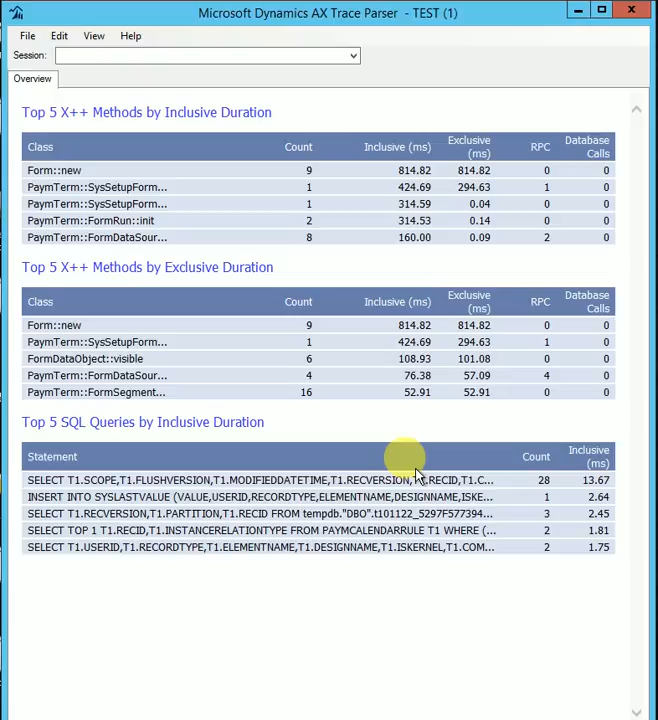 Microsoft Dynamics AX Trace Parser - TEST (1)
File Edit View Help
Session:
Overview
Top 5 X++ Methods by Inclusive Duration
Class Count Inclusive (ms) Exclusive (ms) RPC Database Calls
Form::new 9 814.82 814.82 0 0
PaymTerm::SysSetupForm... 1 424.69 294.63 1 0
PaymTerm::SysSetupForm... 1 314.59 0.04 0 0
PaymTerm::FormRun::init 2 314.53 0.14 0 0
PaymTerm::FormDataSour... 8 160.00 0.09 2 0
Top 5 X++ Methods by Exclusive Duration
Class Count Inclusive (ms) Exclusive (ms) RPC Database Calls
Form::new 9 814.82 814.82 0 0
PaymTerm::SysSetupForm... 1 424.69 294.63 1 0
FormDataObject::visible 6 108.93 101.08 0 0
PaymTerm::FormDataSour... 4 76.38 57.09 4 0
PaymTerm::FormSegment... 16 52.91 52.91 0 0
Top 5 SQL Queries by Inclusive Duration
Statement Count Inclusive (ms)
SELECT T1.SCOPE,T1.FLUSHVERSION,T1.MODIFIEDDATETIME,T1.RECVERSION, .RECID,T1.C... 28 13.67
INSERT INTO SYSLASTVALUE (VALUE,USERID,RECORDTYPE,ELEMENTNAME,DESIGNNAME,ISKE... 1 2.64
SELECT T1.RECVERSION,T1.PARTITION,T1.RECID FROM tempdb."DBO".t101122_5297F577394... 3 2.45
SELECT TOP 1 T1.RECID,T1.INSTANCERELATIONTYPE FROM PAYMCALENDARRULE T1 WHERE (... 2 1.81
SELECT T1.USERID,T1.RECORDTYPE,T1.ELEMENTNAME,T1.DESIGNNAME,T1.ISKERNEL,T1.COM... 2 1.75